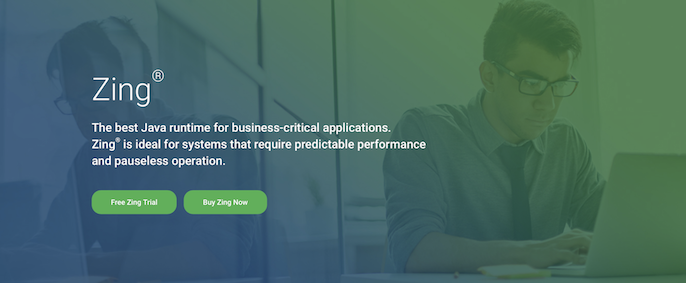 Zing®
The best Java runtime for business-critical applications.
Zing® is ideal for systems that require predictable performance
and pauseless operation.
Free Zing Trial
Buy Zing Now